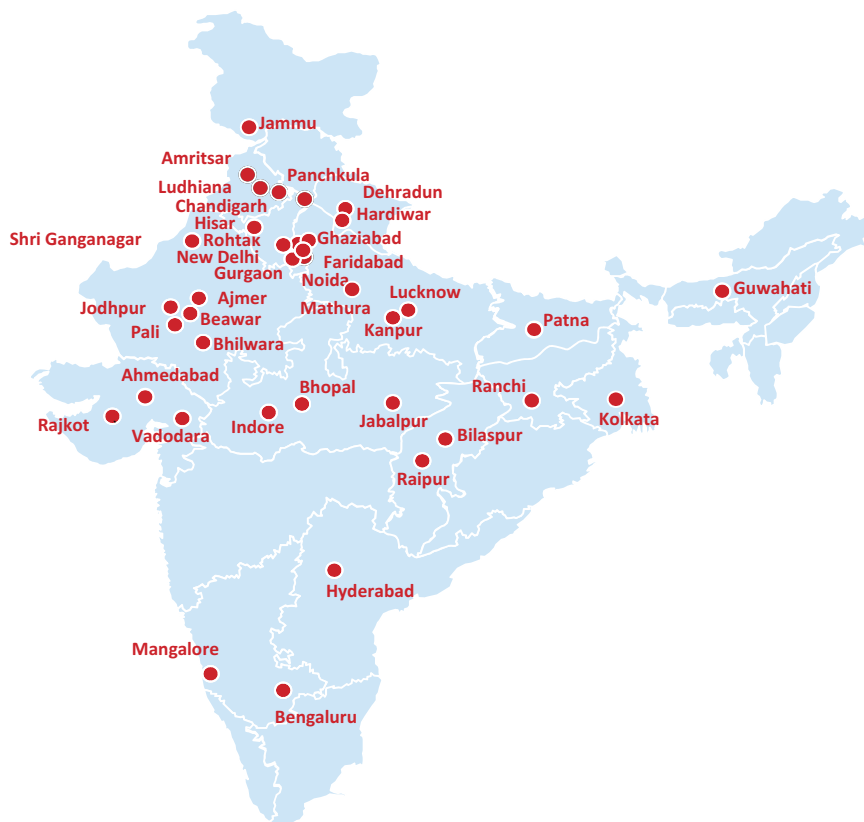 Jammu
Amritsar
Panchkula
Ludhiana
Dehradun
Chandigarh
Hardiwar
Hisar
Shri Ganganagar
Rohtak
Ghaziabad
New Delhi
Faridabad
Gurgaon
Noida
Guwahati
Mathura
Lucknow
Ajmer
Jodhpur
Beawar
Kanpur
Patna
Pali
Bhilwara
Ahmedabad
Bhopal
Ranchi
Rajkot
Vadodara
Indore
Jabalpur
Kolkata
Bilaspur
Raipur
Hyderabad
Mangalore
Bengaluru